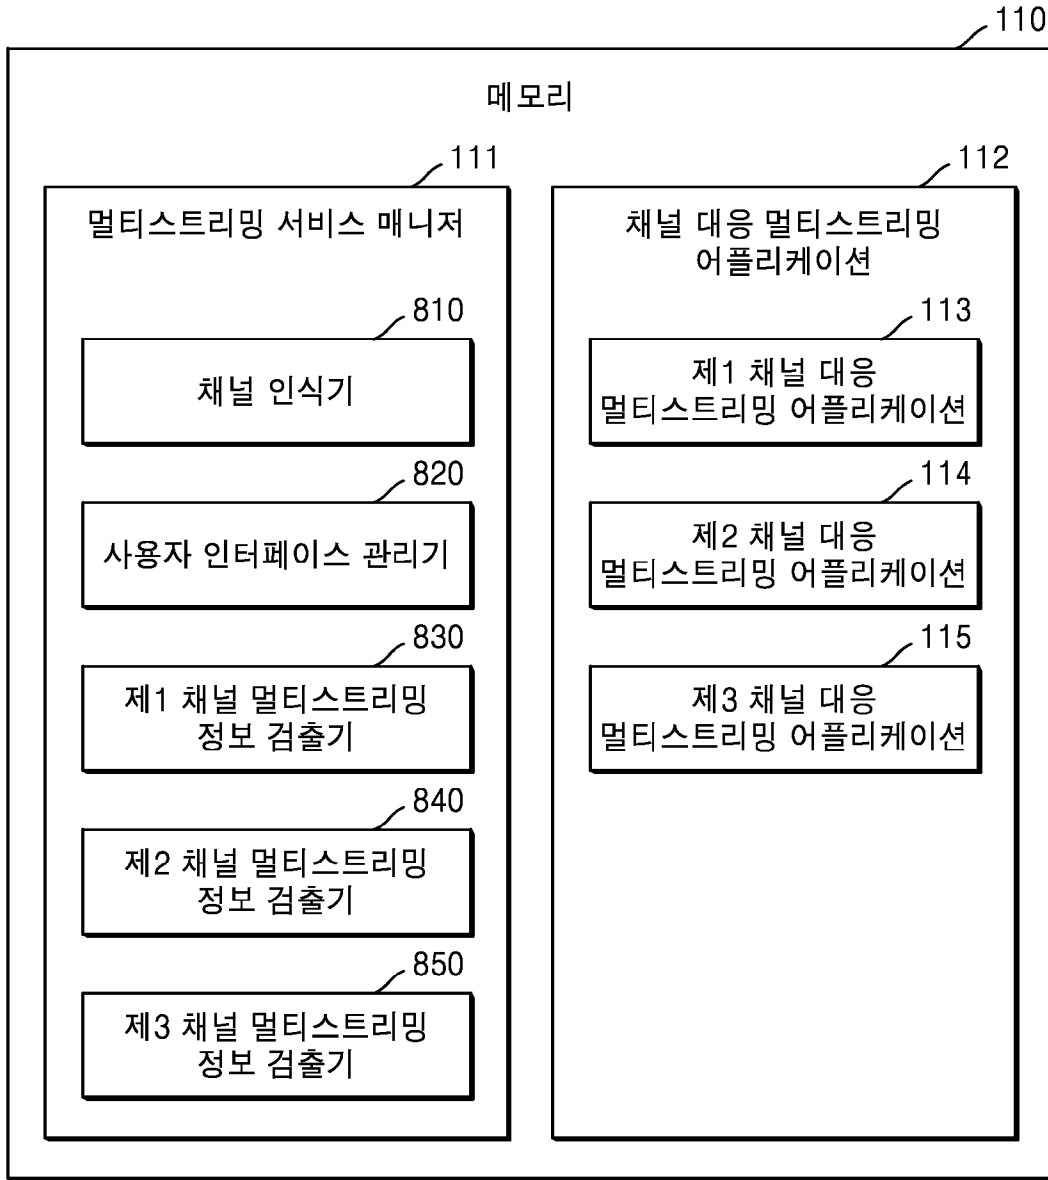 110
메모리
111
멀티스트리밍 서비스 매니저
810
채널 인식기
820
사용자 인터페이스 관리기
830
제1 채널 멀티스트리밍
정보 검출기
840
제2 채널 멀티스트리밍
정보 검출기
850
제3 채널 멀티스트리밍
정보 검출기
112
채널 대응 멀티스트리밍
어플리케이션
113
제1 채널 대응
멀티스트리밍 어플리케이션
114
제2 채널 대응
멀티스트리밍 어플리케이션
115
제3 채널 대응
멀티스트리밍 어플리케이션